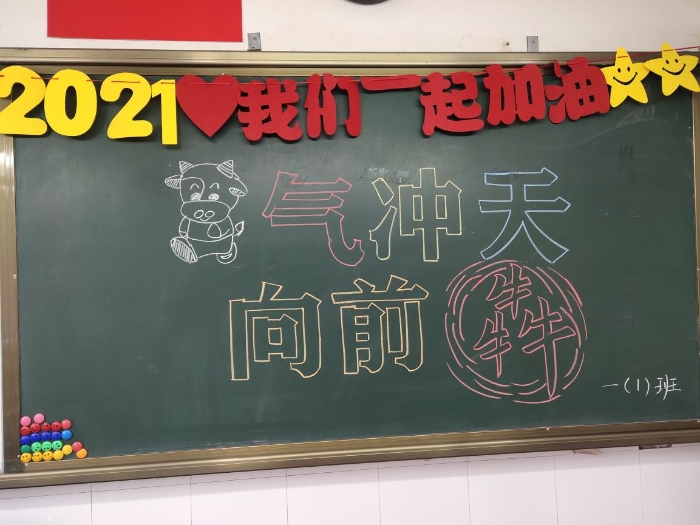 2021我们一起加油
气冲天
向前犇
一(1)班